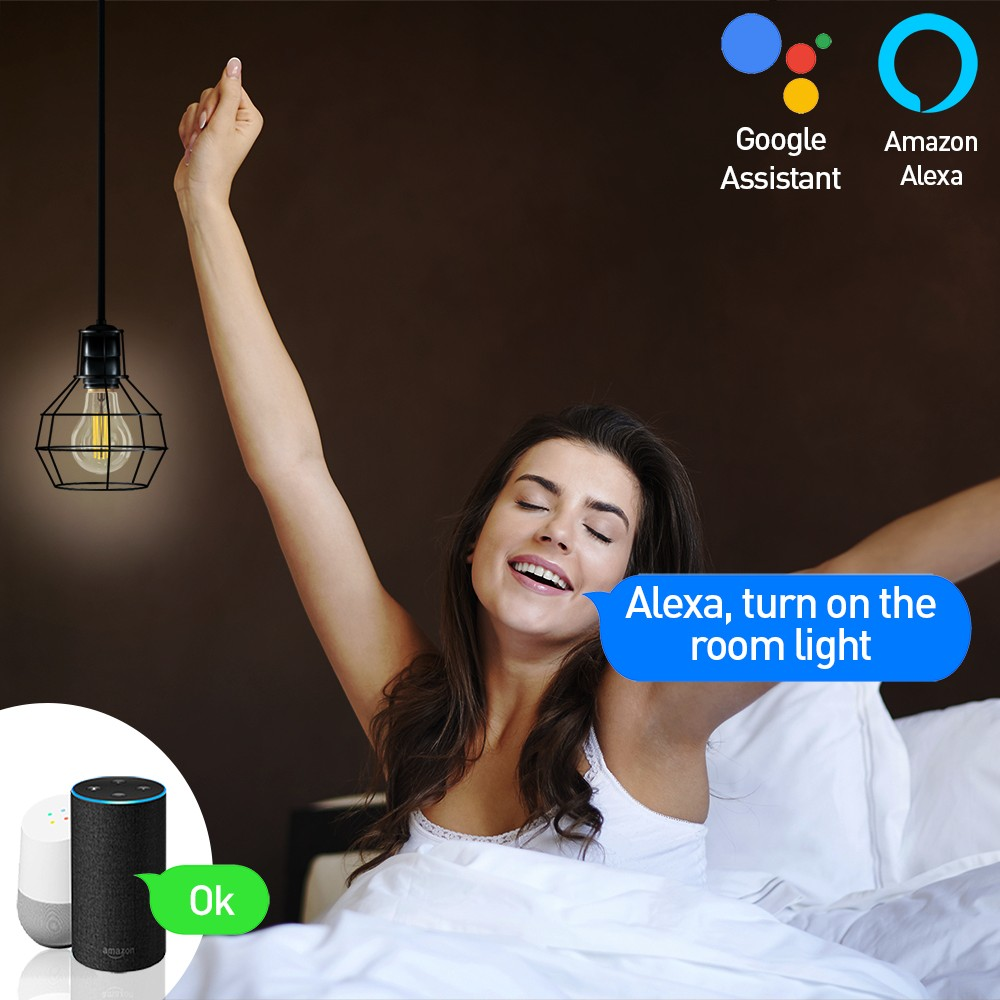 Google
Assistant
Amazon
Alexa
Alexa, turn on the
room light
Ok
amazon